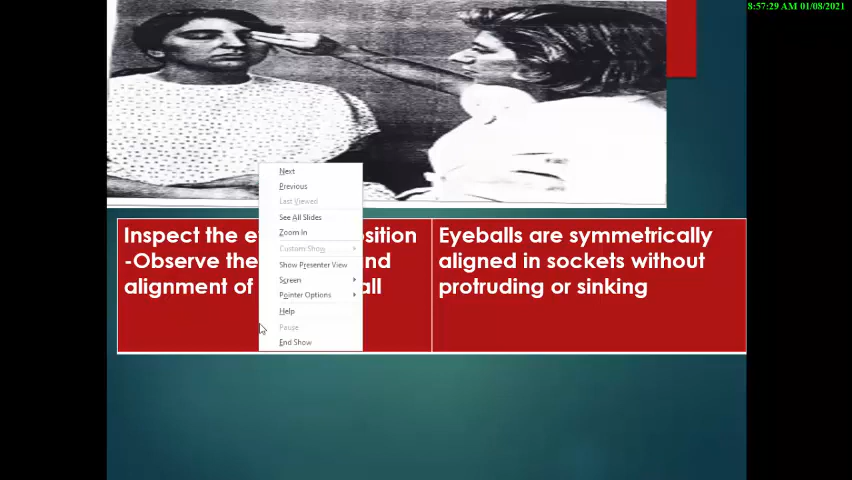 8:57:29 AM 01/08/2021
Next
Previous
Last Viewed
See All Slides
Zoom In
Custom Show
Show Presenter View
Screen
Pointer Options
Help
Pause
End Show
Inspect the e sition
-Observe the nd
alignment of all
Eyeballs are symmetrically
aligned in sockets without
protruding or sinking